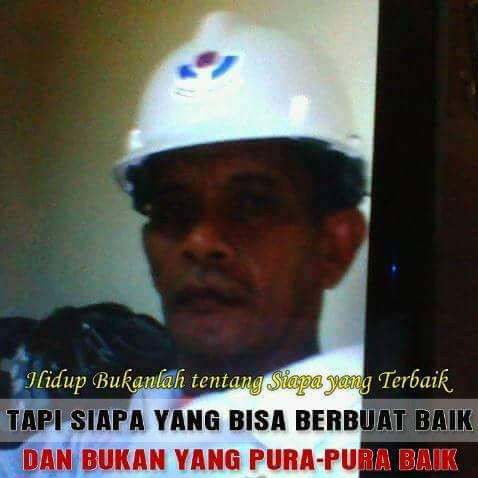 Hidup Bukanlah tentang Siapa yang Terbaik
TAPI SIAPA YANG BISA BERBUAT BAIK
DAN BUKAN YANG PURA-PURA BAIK